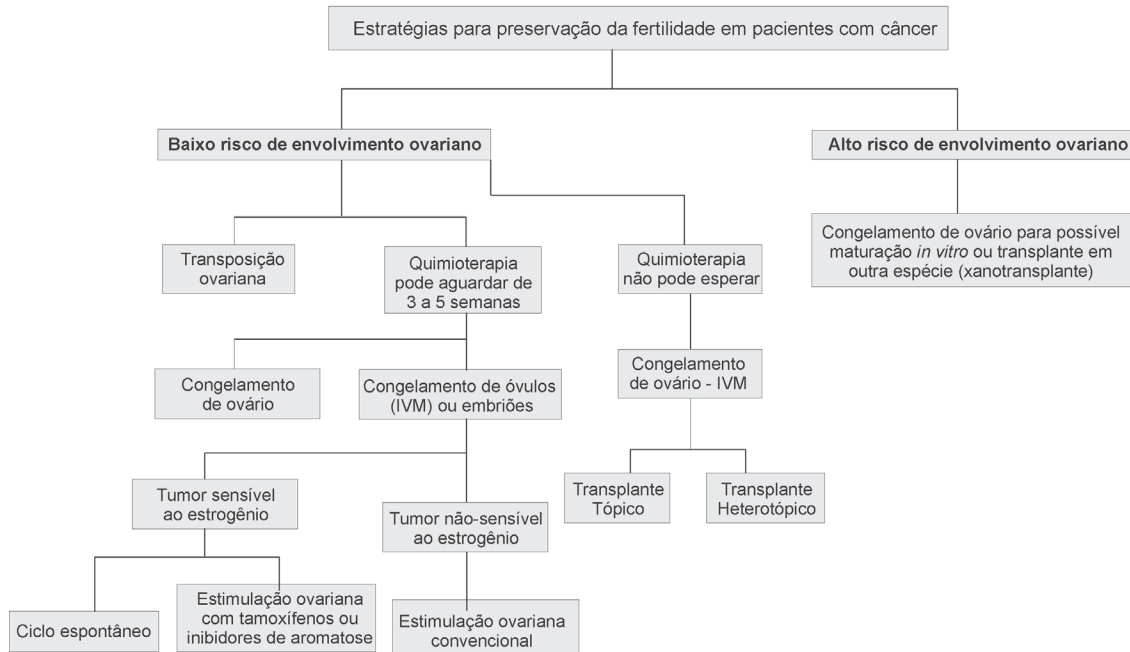 Estratégias para preservação da fertilidade em pacientes com câncer
Baixo risco de envolvimento ovariano
Alto risco de envolvimento ovariano
Transposição
ovariana
Quimioterapia
pode aguardar de
3 a 5 semanas
Quimioterapia
não pode esperar
Congelamento de ovário para possível
maturação in vitro ou transplante em
outra espécie (xanotransplante)
Congelamento
de ovário
Congelamento de óvulos
(IVM) ou embriões
Congelamento
de ovário - IVM
Tumor sensível
ao estrogênio
Tumor não-sensível
ao estrogênio
Transplante
Tópico
Transplante
Heterotópico
Ciclo espontâneo
Estimulação ovariana
com tamoxífenos ou
inibidores de aromatose
Estimulação ovariana
convencional